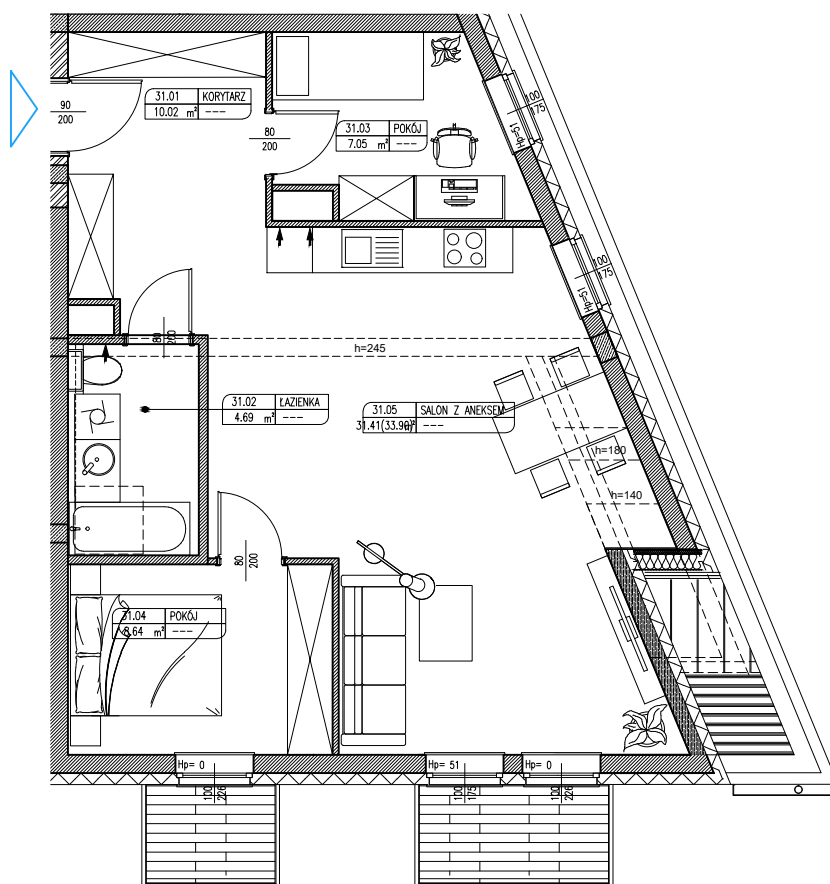 31.01 KORYTARZ
10.02 m² ---
90
200
31.03 POKÓJ
7.05 m² ---
80
200
100
175
Hp=51
100
175
Hp=51
80
200
h=245
31.02 ŁAZIENKA
4.69 m² ---
31.05 SALON Z ANEKSEM
31.41(33.90) m² ---
h=180
h=140
80
200
31.04 POKÓJ
8.64 m² ---
Hp= 0
Hp= 51
Hp= 0
100
226
100
175
100
226